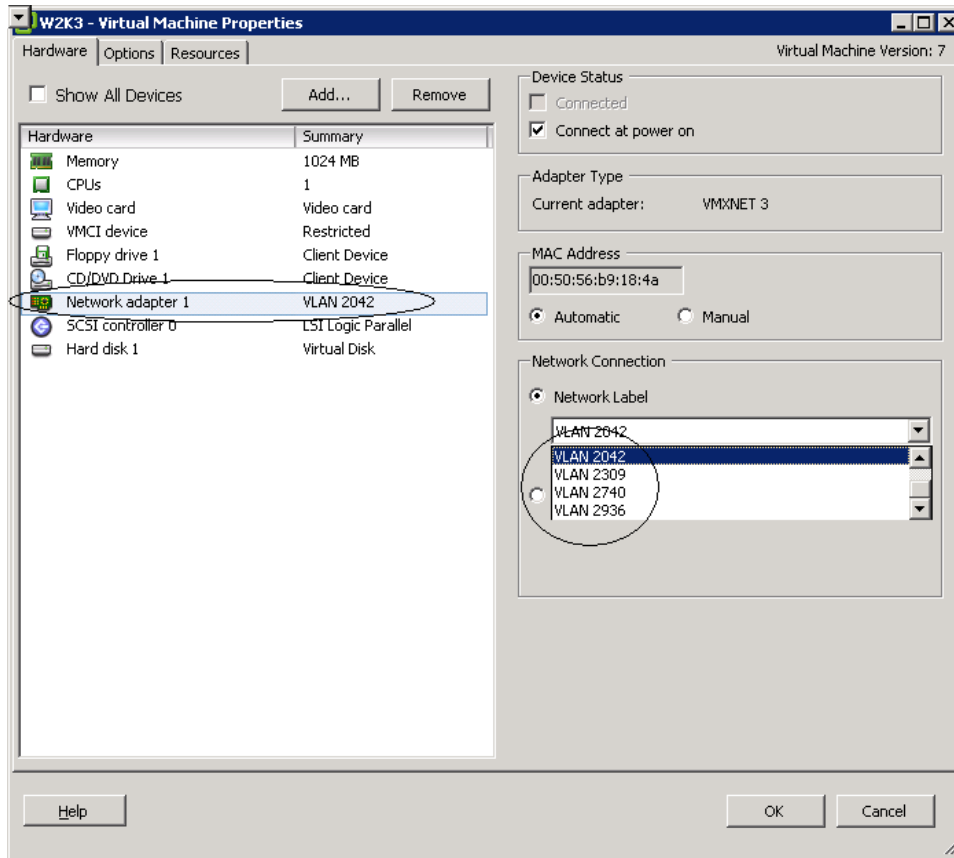 W2K3 - Virtual Machine Properties
Hardware Options Resources Virtual Machine Version: 7
Show All Devices Add... Remove
Hardware Summary
Memory 1024 MB
CPUs 1
Video card Video card
VMCI device Restricted
Floppy drive 1 Client Device
CD/DVD Drive 1 Client Device
Network adapter 1 VLAN 2042
SCSI controller 0 LSI Logic Parallel
Hard disk 1 Virtual Disk
Device Status
Connected
Connect at power on
Adapter Type
Current adapter: VMXNET 3
MAC Address
00:50:56:b9:18:4a
Automatic Manual
Network Connection
Network Label
VLAN 2042
VLAN 2042
VLAN 2309
VLAN 2740
VLAN 2936
Help OK Cancel